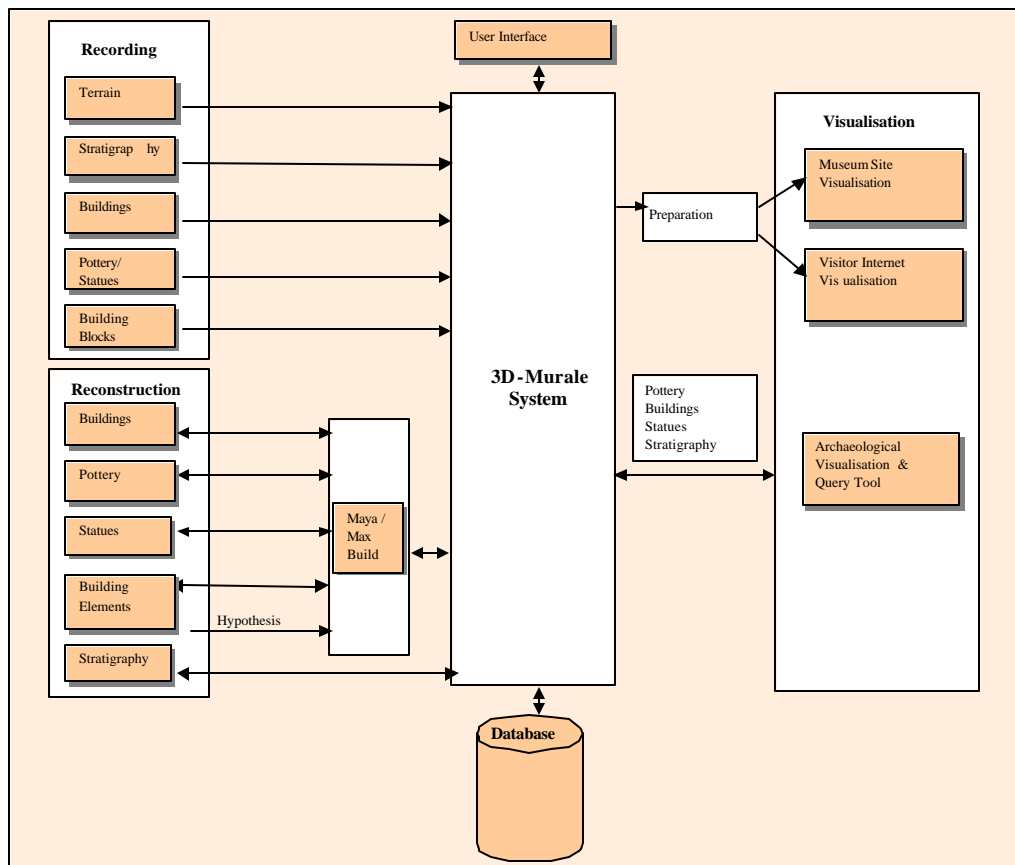 Recording
Terrain
Stratigrap hy
Buildings
Pottery/
Statues
Building
Blocks
Reconstruction
Buildings
Pottery
Statues
Building
Elements
Hypothesis
Stratigraphy
Maya /
Max
Build
User Interface
3D-Murale
System
Database
Preparation
Pottery
Buildings
Statues
Stratigraphy
Visualisation
Museum Site
Visualisation
Visitor Internet
Vis ualisation
Archaeological
Visualisation &
Query Tool